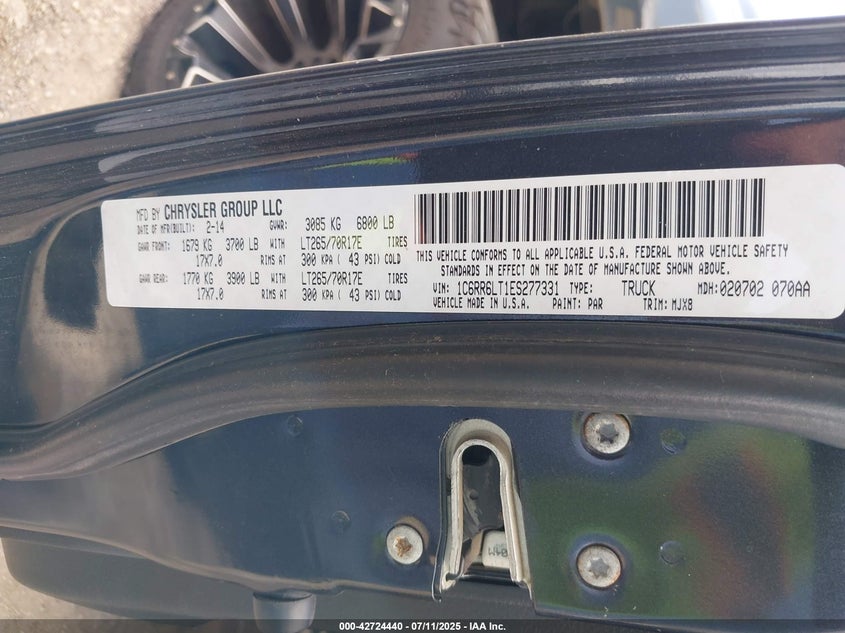 MFD BY CHRYSLER GROUP LLC
DATE OF MFR(BUILT): 2-14 GVWR: 3085 KG 6800 LB
GAWR FRONT: 1679 KG 3700 LB WITH LT265/70R17E TIRES
17X7.0 RIMS AT 300 KPA ( 43 PSI) COLD
GAWR REAR: 1770 KG 3900 LB WITH LT265/70R17E TIRES
17X7.0 RIMS AT 300 KPA ( 43 PSI) COLD
THIS VEHICLE CONFORMS TO ALL APPLICABLE U.S.A. FEDERAL MOTOR VEHICLE SAFETY
STANDARDS IN EFFECT ON THE DATE OF MANUFACTURE SHOWN ABOVE.
VIN: 1C6RR6LT1ES277331 TYPE: TRUCK MDH:020702 070AA
VEHICLE MADE IN: U.S.A. PAINT: PAR TRIM: MJX8
000-42724440 - 07/11/2025 - IAA Inc.